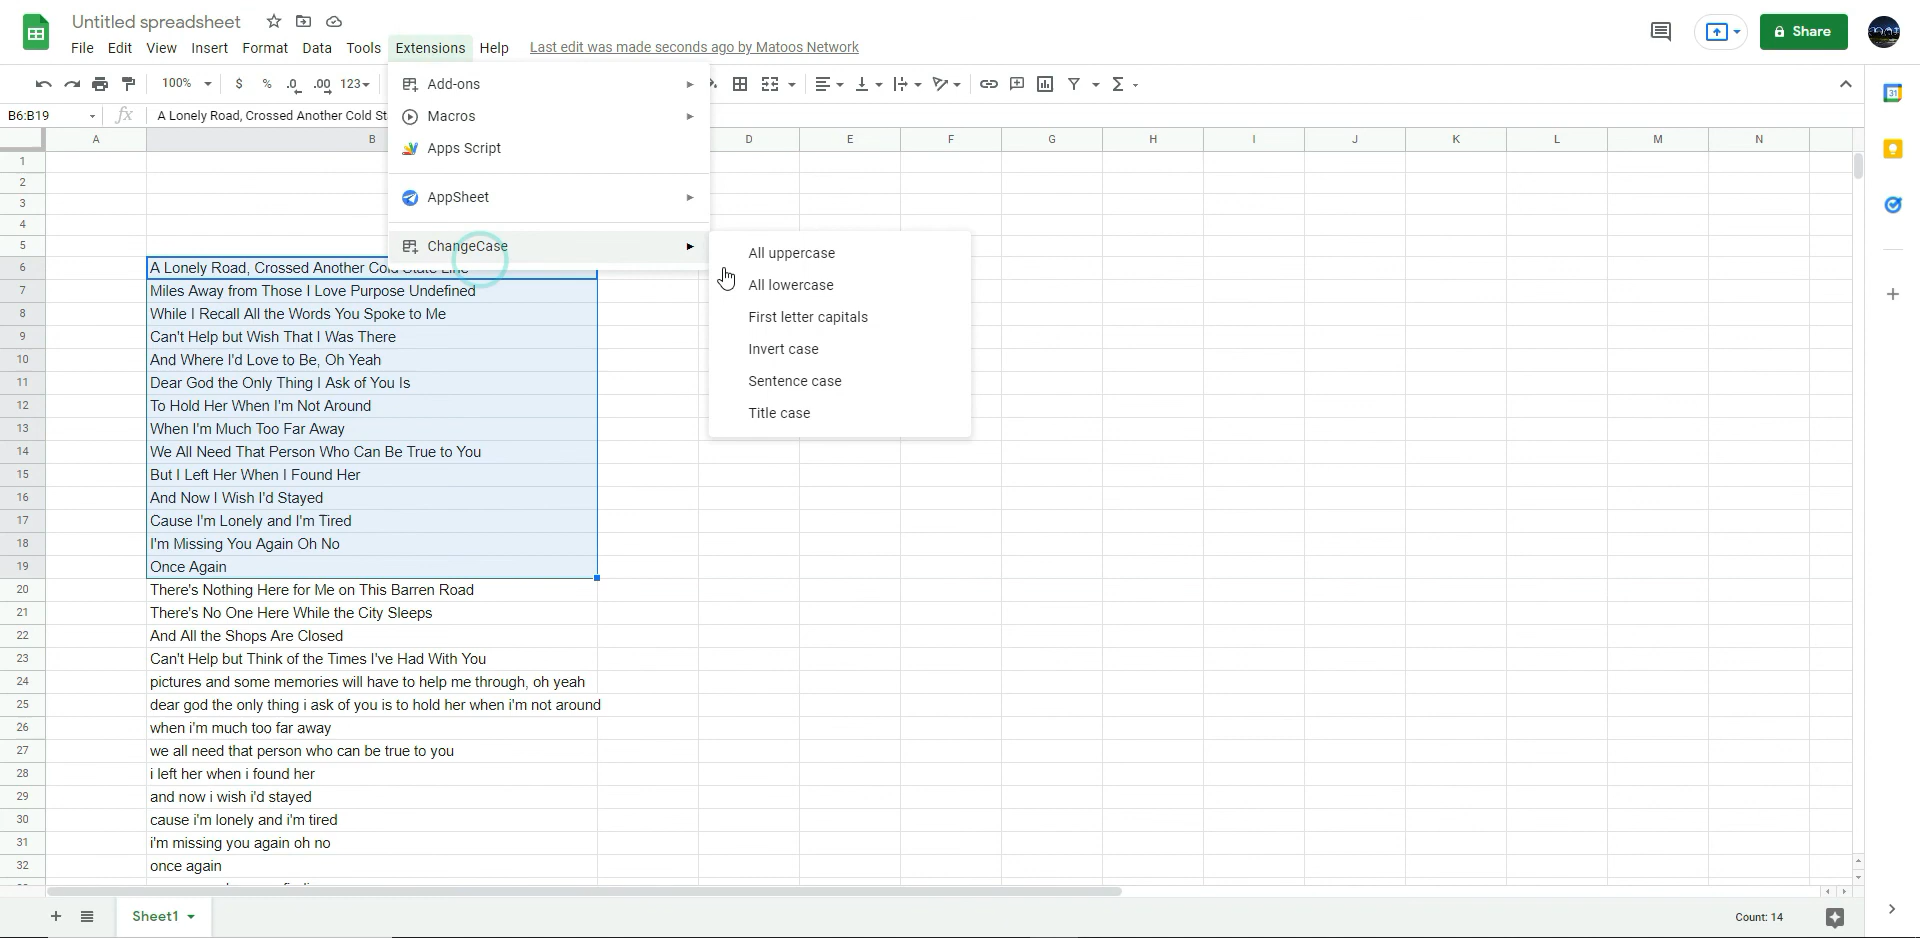 Untitled spreadsheet
File Edit View Insert Format Data Tools Extensions Help Last edit was made seconds ago by Matoos Network
Share
100% $ % .0 .00 123
B6:B19 fx A Lonely Road, Crossed Another Cold St
Add-ons
Macros
Apps Script
AppSheet
ChangeCase
All uppercase
All lowercase
First letter capitals
Invert case
Sentence case
Title case
A B D E F G H I J K L M N
1
2
3
4
5
6 A Lonely Road, Crossed Another Cold State Line
7 Miles Away from Those I Love Purpose Undefined
8 While I Recall All the Words You Spoke to Me
9 Can't Help but Wish That I Was There
10 And Where I'd Love to Be, Oh Yeah
11 Dear God the Only Thing I Ask of You Is
12 To Hold Her When I'm Not Around
13 When I'm Much Too Far Away
14 We All Need That Person Who Can Be True to You
15 But I Left Her When I Found Her
16 And Now I Wish I'd Stayed
17 Cause I'm Lonely and I'm Tired
18 I'm Missing You Again Oh No
19 Once Again
20 There's Nothing Here for Me on This Barren Road
21 There's No One Here While the City Sleeps
22 And All the Shops Are Closed
23 Can't Help but Think of the Times I've Had With You
24 pictures and some memories will have to help me through, oh yeah
25 dear god the only thing i ask of you is to hold her when i'm not around
26 when i'm much too far away
27 we all need that person who can be true to you
28 i left her when i found her
29 and now i wish i'd stayed
30 cause i'm lonely and i'm tired
31 i'm missing you again oh no
32 once again
Sheet1
Count: 14
31